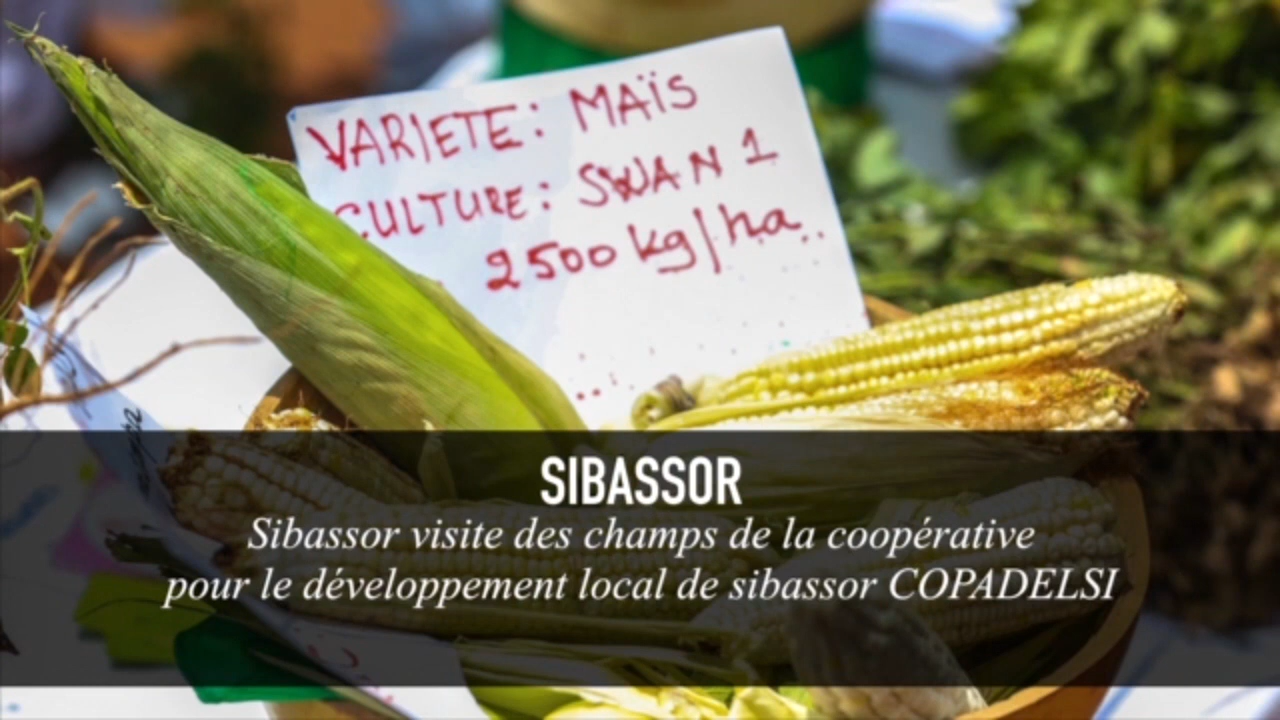 VARIETE: MAÏS
CULTURE: SWAN 1
2500 kg/ha
SIBASSOR
Sibassor visite des champs de la coopérative
pour le développement local de sibassor COPADELSI